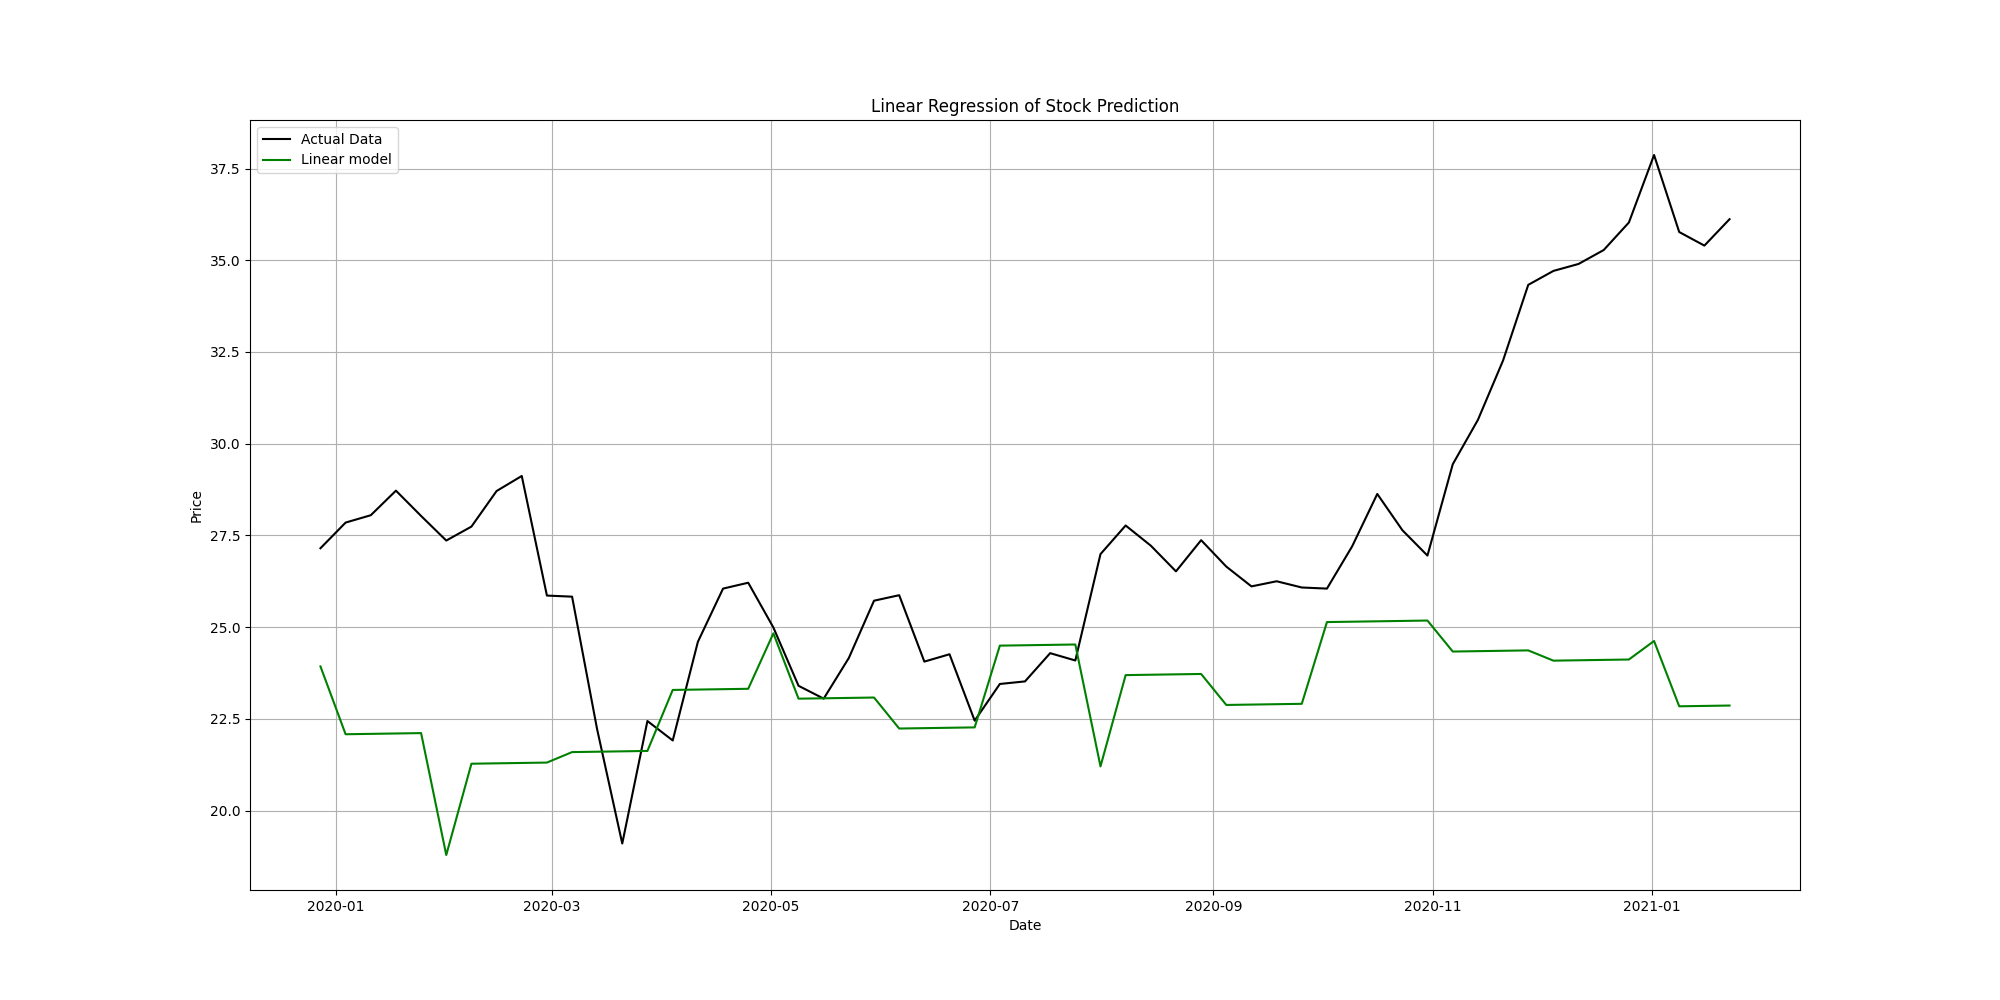 Linear Regression of Stock Prediction
Actual Data
Linear model
37.5
35.0
32.5
30.0
27.5
25.0
22.5
20.0
Price
2020-01 2020-03 2020-05 2020-07 2020-09 2020-11 2021-01
Date